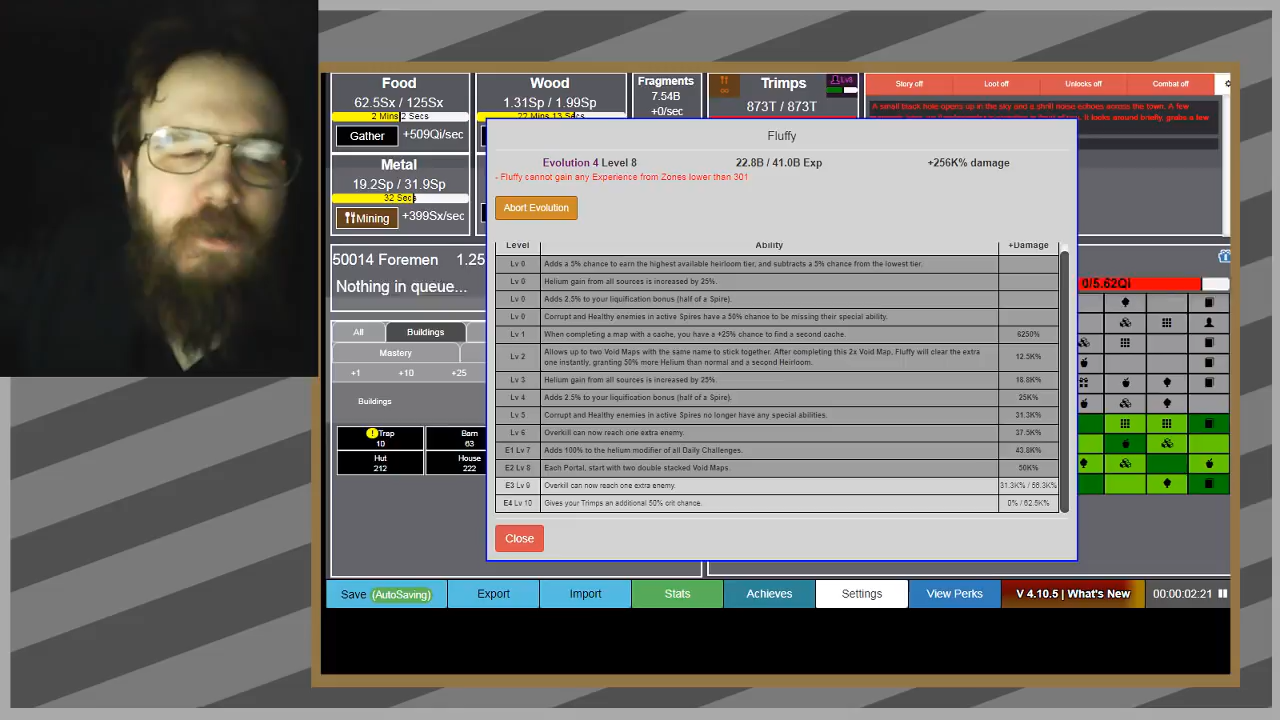 Food
62.5Sx / 125Sx
2 Mins 2 Secs
Gather
+509Qi/sec
Wood
1.31Sp / 1.99Sp
22 Mins 13 Secs
Fragments
7.54B
+0/sec
Trimps
Lv8
873T / 873T
Story off
Loot off
Unlocks off
Combat off
A small black hole opens up in the sky and a shrill noise echoes across the town. A few
Metal
19.2Sp / 31.9Sp
32 Secs
Mining
+399Sx/sec
50014 Foremen
1.25
Nothing in queue...
All
Buildings
Mastery
+1
+10
+25
Buildings
Trap
10
Barn
63
Hut
212
House
222
Fluffy
Evolution 4 Level 8
22.8B / 41.0B Exp
+256K% damage
- Fluffy cannot gain any Experience from Zones lower than 301
Abort Evolution
Level
Ability
+Damage
Lv 0 Adds a 5% chance to earn the highest available heirloom tier, and subtracts a 5% chance from the lowest tier.
Lv 0 Helium gain from all sources is increased by 25%.
Lv 0 Adds 2.5% to your liquification bonus (half of a Spire).
Lv 0 Corrupt and Healthy enemies in active Spires have a 50% chance to be missing their special ability.
Lv 1 When completing a map with a cache, you have a +25% chance to find a second cache. 6250%
Lv 2 Allows up to two Void Maps with the same name to stick together. After completing this 2x Void Map, Fluffy will clear the extra
one instantly, granting 50% more Helium than normal and a second Heirloom. 12.5K%
Lv 3 Helium gain from all sources is increased by 25%. 18.8K%
Lv 4 Adds 2.5% to your liquification bonus (half of a Spire). 25K%
Lv 5 Corrupt and Healthy enemies in active Spires no longer have any special abilities. 31.3K%
Lv 6 Overkill can now reach one extra enemy. 37.5K%
E1 Lv 7 Adds 100% to the helium modifier of all Daily Challenges. 43.8K%
E2 Lv 8 Each Portal, start with two double stacked Void Maps. 50K%
E3 Lv 9 Overkill can now reach one extra enemy. 31.3K% / 56.3K%
E4 Lv 10 Gives your Trimps an additional 50% crit chance. 0% / 62.5K%
Close
0/5.62Qi
Save (AutoSaving)
Export
Import
Stats
Achieves
Settings
View Perks
V 4.10.5 | What's New
00:00:02:21